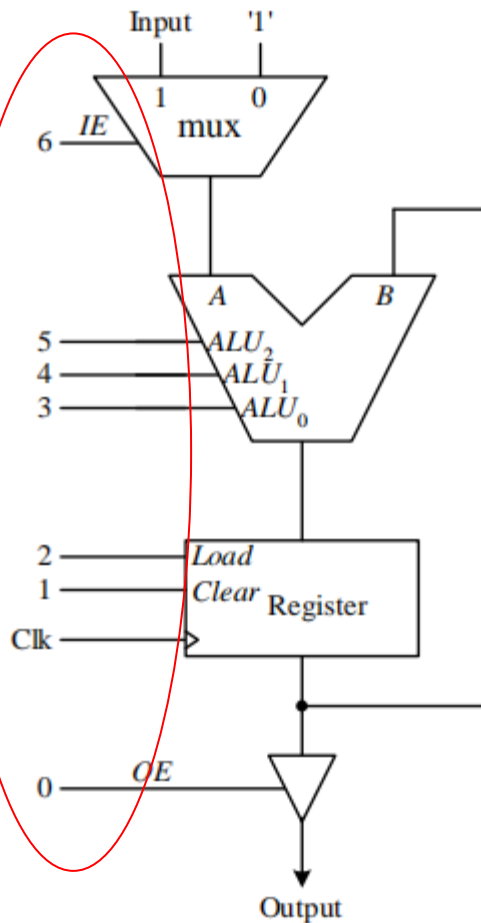 Input '1'
1 0
mux
6 IE
A B
5 ALU2
4 ALU1
3 ALU0
2 Load
1 Clear
Register
Clk
0 OE
Output